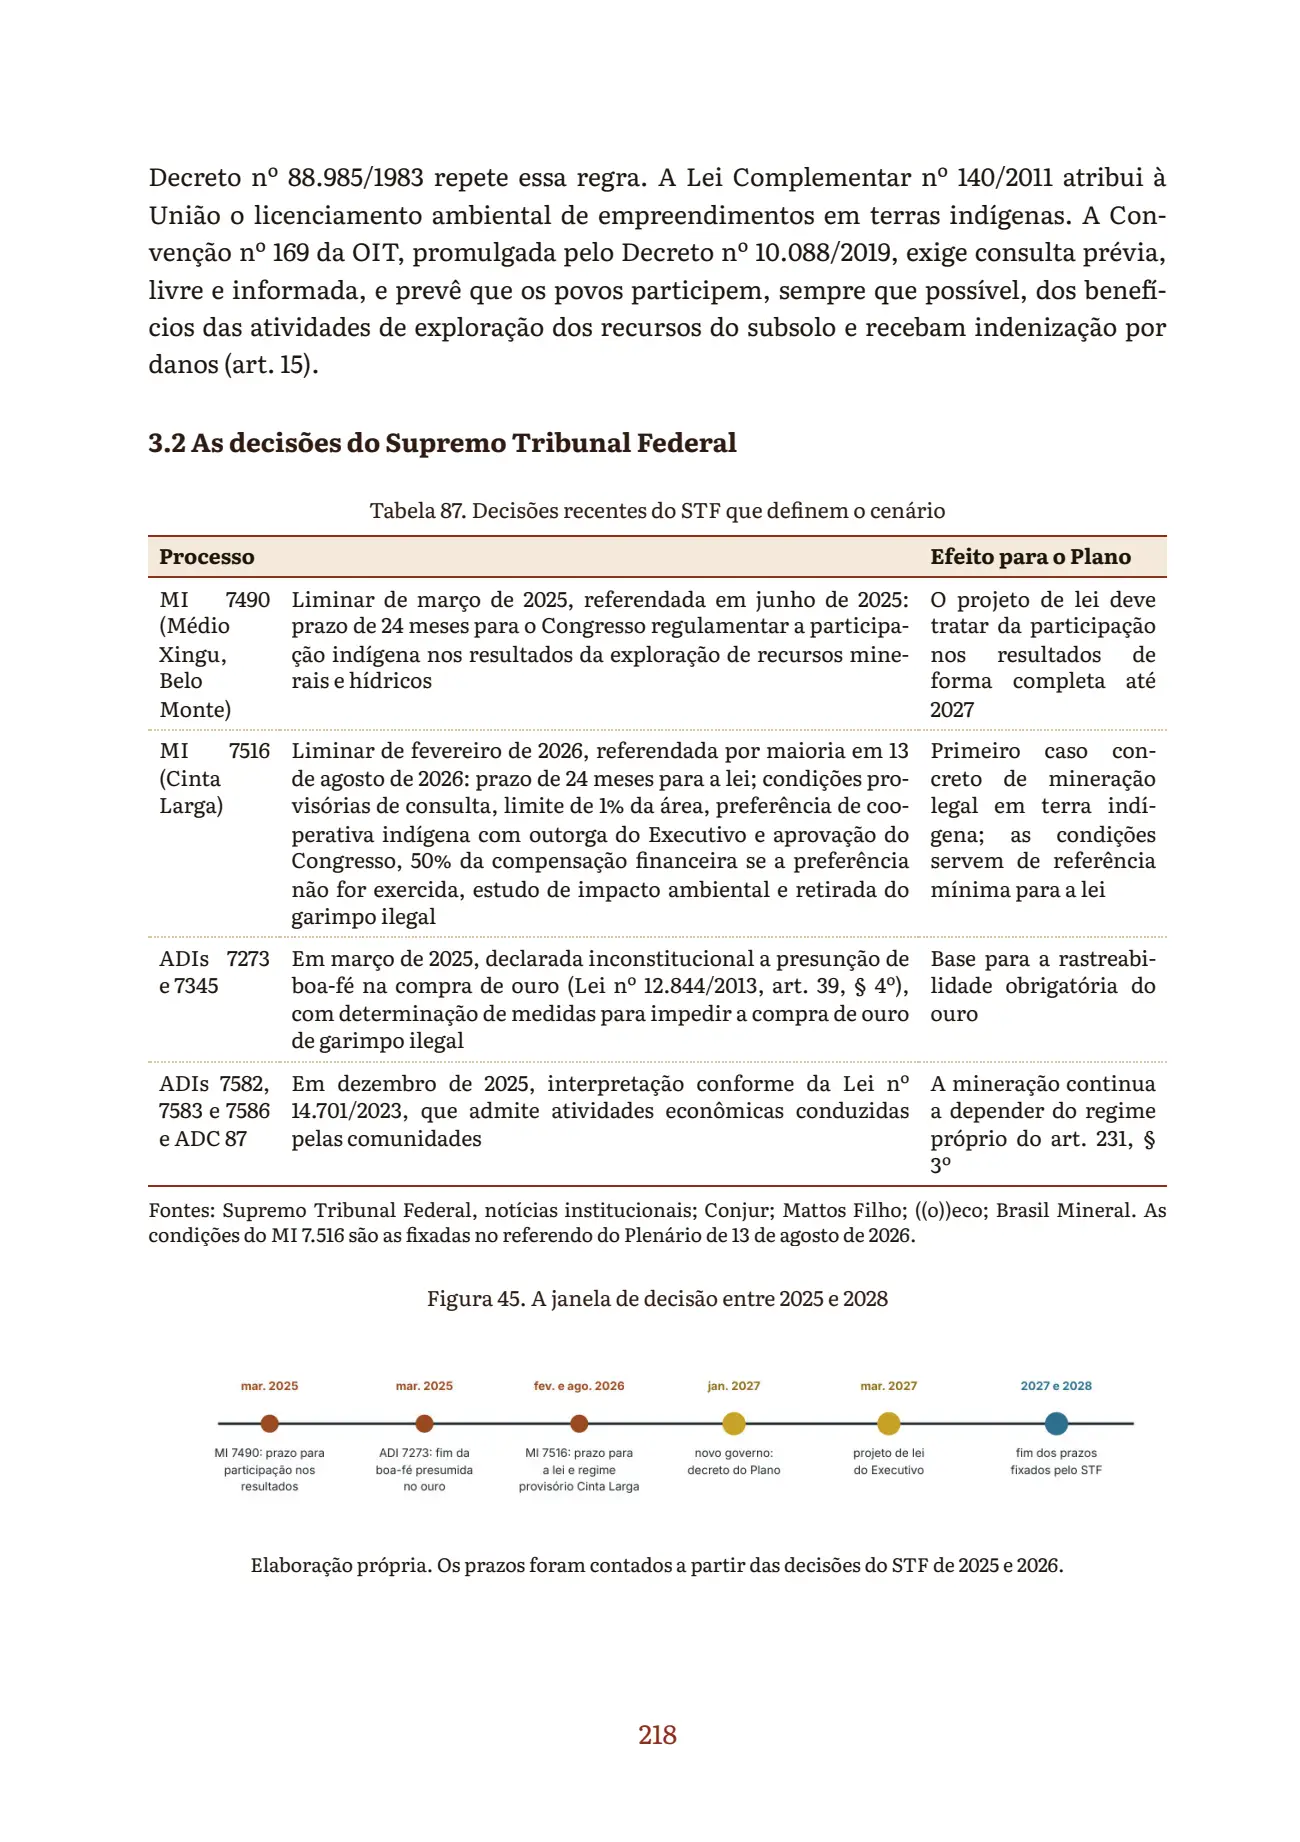 Decreto nº 88.985/1983 repete essa regra. A Lei Complementar nº 140/2011 atribui à
União o licenciamento ambiental de empreendimentos em terras indígenas. A Con-
venção nº 169 da OIT, promulgada pelo Decreto nº 10.088/2019, exige consulta prévia,
livre e informada, e prevê que os povos participem, sempre que possível, dos benefí-
cios das atividades de exploração dos recursos do subsolo e recebam indenização por
danos (art. 15).
3.2 As decisões do Supremo Tribunal Federal
Tabela 87. Decisões recentes do STF que definem o cenário
Processo
Efeito para o Plano
MI 7490
(Médio
Xingu,
Belo
Monte)
Liminar de março de 2025, referendada em junho de 2025:
prazo de 24 meses para o Congresso regulamentar a participa-
ção indígena nos resultados da exploração de recursos mine-
rais e hídricos
O projeto de lei deve
tratar da participação
nos resultados de
forma completa até
2027
MI 7516
(Cinta
Larga)
Liminar de fevereiro de 2026, referendada por maioria em 13
de agosto de 2026: prazo de 24 meses para a lei; condições pro-
visórias de consulta, limite de 1% da área, preferência de coo-
perativa indígena com outorga do Executivo e aprovação do
Congresso, 50% da compensação financeira se a preferência
não for exercida, estudo de impacto ambiental e retirada do
garimpo ilegal
Primeiro caso con-
creto de mineração
legal em terra indí-
gena; as condições
servem de referência
mínima para a lei
ADIs 7273
e 7345
Em março de 2025, declarada inconstitucional a presunção de
boa-fé na compra de ouro (Lei nº 12.844/2013, art. 39, § 4º),
com determinação de medidas para impedir a compra de ouro
de garimpo ilegal
Base para a rastreabi-
lidade obrigatória do
ouro
ADIs 7582,
7583 e 7586
e ADC 87
Em dezembro de 2025, interpretação conforme da Lei nº
14.701/2023, que admite atividades econômicas conduzidas
pelas comunidades
A mineração continua
a depender do regime
próprio do art. 231, §
3º
Fontes: Supremo Tribunal Federal, notícias institucionais; Conjur; Mattos Filho; ((o))eco; Brasil Mineral. As
condições do MI 7.516 são as fixadas no referendo do Plenário de 13 de agosto de 2026.
Figura 45. A janela de decisão entre 2025 e 2028
mar. 2025
MI 7490: prazo para
participação nos
resultados
mar. 2025
ADI 7273: fim da
boa-fé presumida
no ouro
fev. e ago. 2026
MI 7516: prazo para
a lei e regime
provisório Cinta Larga
jan. 2027
novo governo:
decreto do Plano
mar. 2027
projeto de lei
do Executivo
2027 e 2028
fim dos prazos
fixados pelo STF
Elaboração própria. Os prazos foram contados a partir das decisões do STF de 2025 e 2026.
218